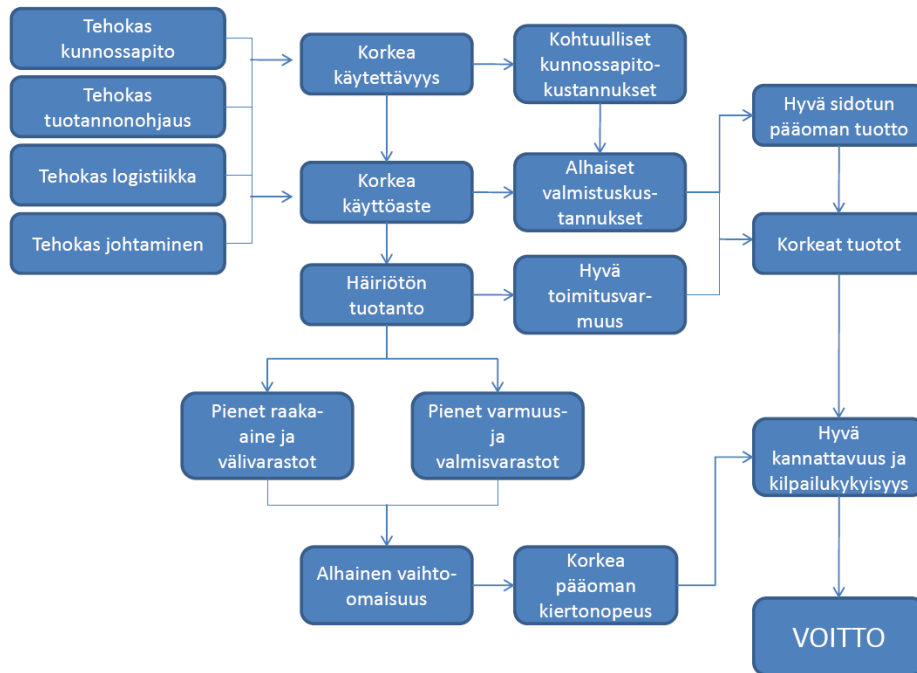 Tehokas
kunnossapito
Tehokas
tuotannonohjaus
Tehokas logistiikka
Tehokas johtaminen
Korkea
käytettävyys
Kohtuulliset
kunnossapito-
kustannukset
Korkea
käyttöaste
Alhaiset
valmistuskus-
tannukset
Häiriötön
tuotanto
Hyvä
toimitusvar-
muus
Hyvä sidotun
pääoman tuotto
Korkeat tuotot
Pienet raaka-
aine ja
välivarastot
Pienet varmuus-
ja
valmisvarastot
Hyvä
kannattavuus ja
kilpailukykyisyys
Alhainen vaihto-
omaisuus
Korkea
pääoman
kiertonopeus
VOITTO